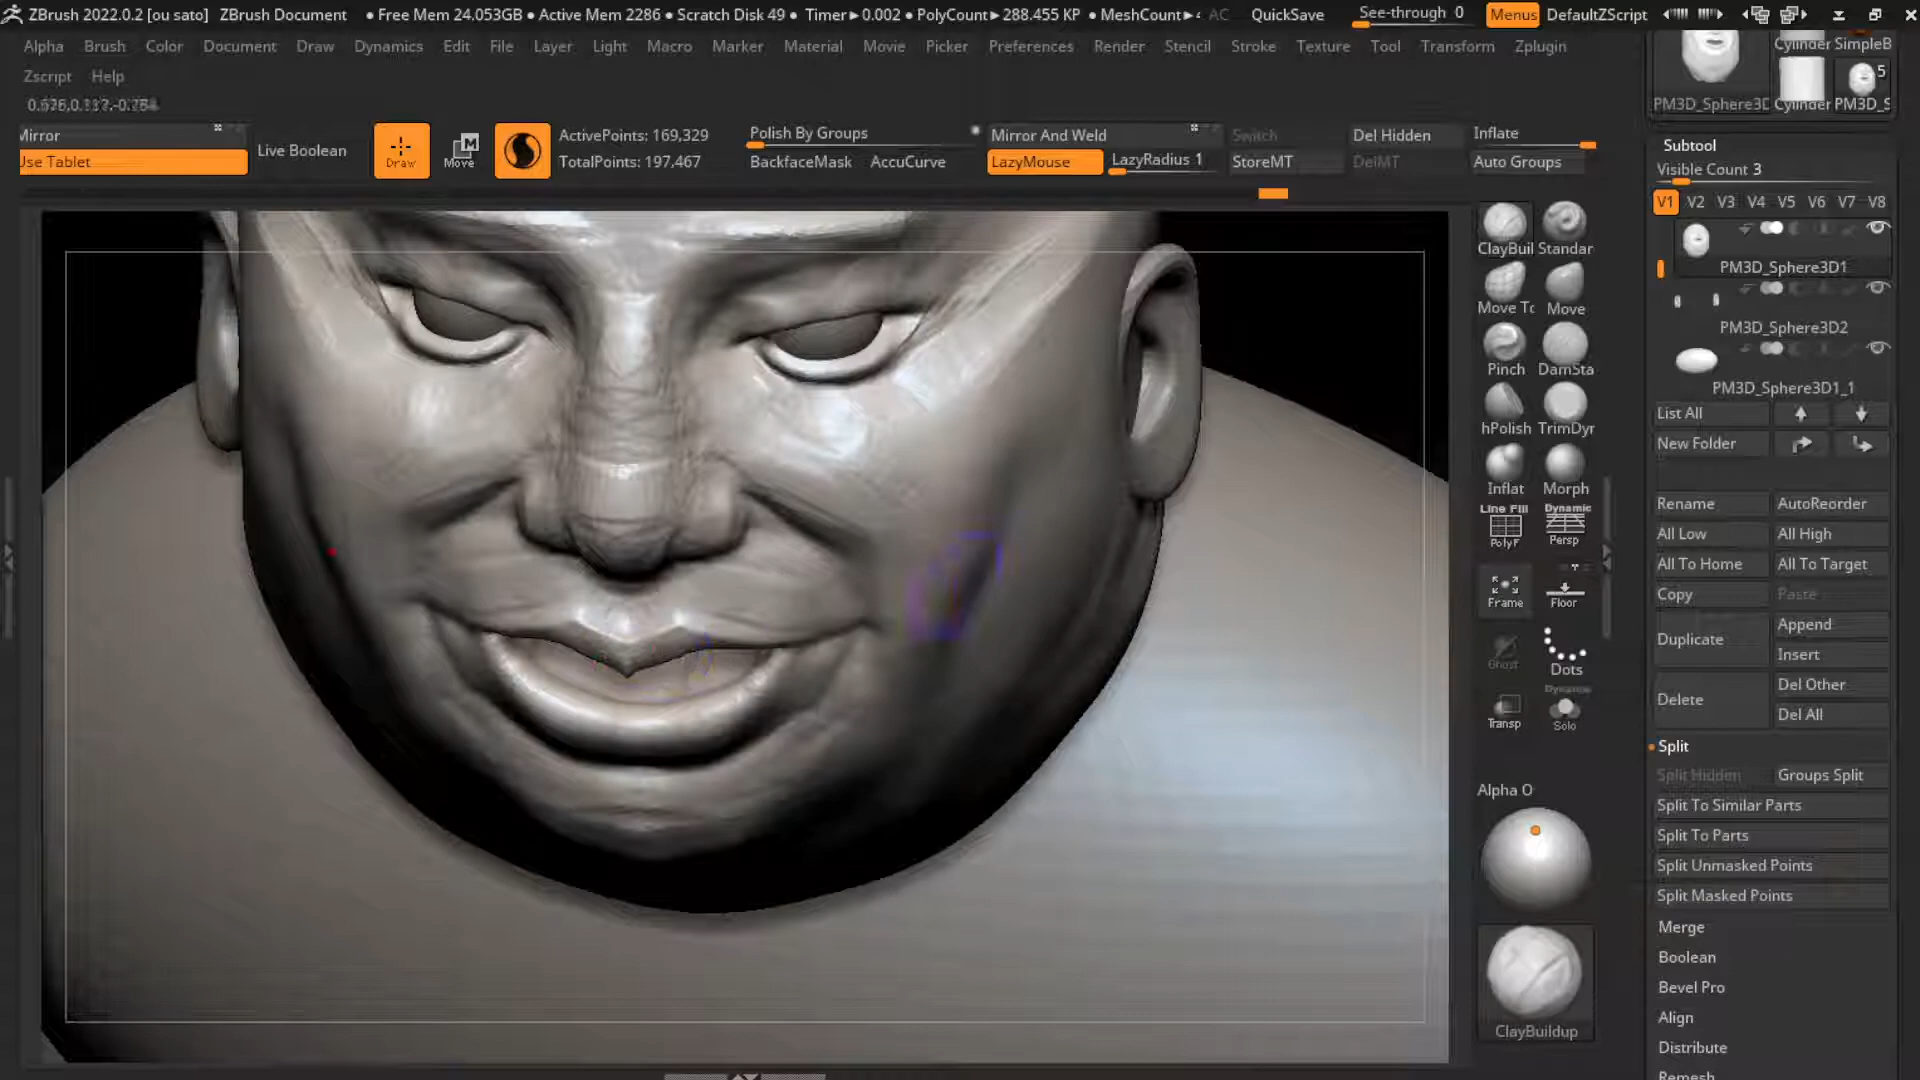 ZBrush 2022.0.2 [ou sato] ZBrush Document • Free Mem 24.053GB • Active Mem 2286 • Scratch Disk 49 • Timer►0.002 • PolyCount►288.455 KP • MeshCount► AC QuickSave See-through 0 Menus DefaultZScript
Alpha Brush Color Document Draw Dynamics Edit File Layer Light Macro Marker Material Movie Picker Preferences Render Stencil Stroke Texture Tool Transform Zplugin
Zscript Help
Cylinder SimpleB
5
PM3D_Sphere3D Cylinder PM3D_S
Mirror
Use Tablet
Live Boolean
Draw
Move
ActivePoints: 169,329
TotalPoints: 197,467
Polish By Groups
BackfaceMask AccuCurve
Mirror And Weld
LazyMouse LazyRadius 1
Switch
StoreMT
Del Hidden
DelMT
Inflate
Auto Groups
Subtool
Visible Count 3
V1 V2 V3 V4 V5 V6 V7 V8
PM3D_Sphere3D1
PM3D_Sphere3D2
PM3D_Sphere3D1_1
List All
New Folder
Rename AutoReorder
All Low All High
All To Home All To Target
Copy Paste
Duplicate Append
Insert
Delete Del Other
Del All
Split
Split Hidden Groups Split
Split To Similar Parts
Split To Parts
Split Unmasked Points
Split Masked Points
Merge
Boolean
Bevel Pro
Align
Distribute
Remesh
ClayBuil Standar
Move Tc Move
Pinch DamSta
hPolish TrimDyr
Inflat Morph
Line Fill Dynamic
PolyF Persp
Frame Floor
Ghost Dots
Dynamic
Transp Solo
Alpha O
ClayBuildup